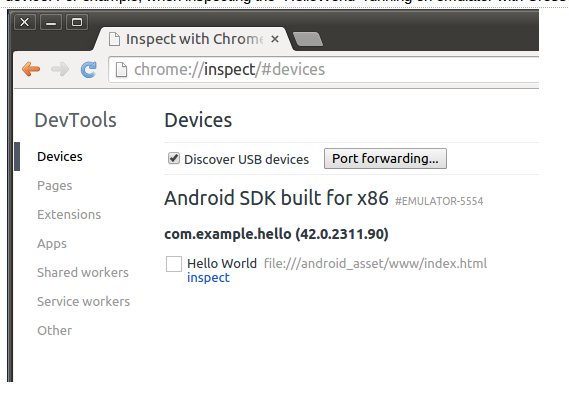 Inspect with Chrome
chrome://inspect/#devices
DevTools
Devices
Pages
Extensions
Apps
Shared workers
Service workers
Other
Devices
Discover USB devices
Port forwarding...
Android SDK built for x86 #EMULATOR-5554
com.example.hello (42.0.2311.90)
Hello World file:///android_asset/www/index.html
inspect